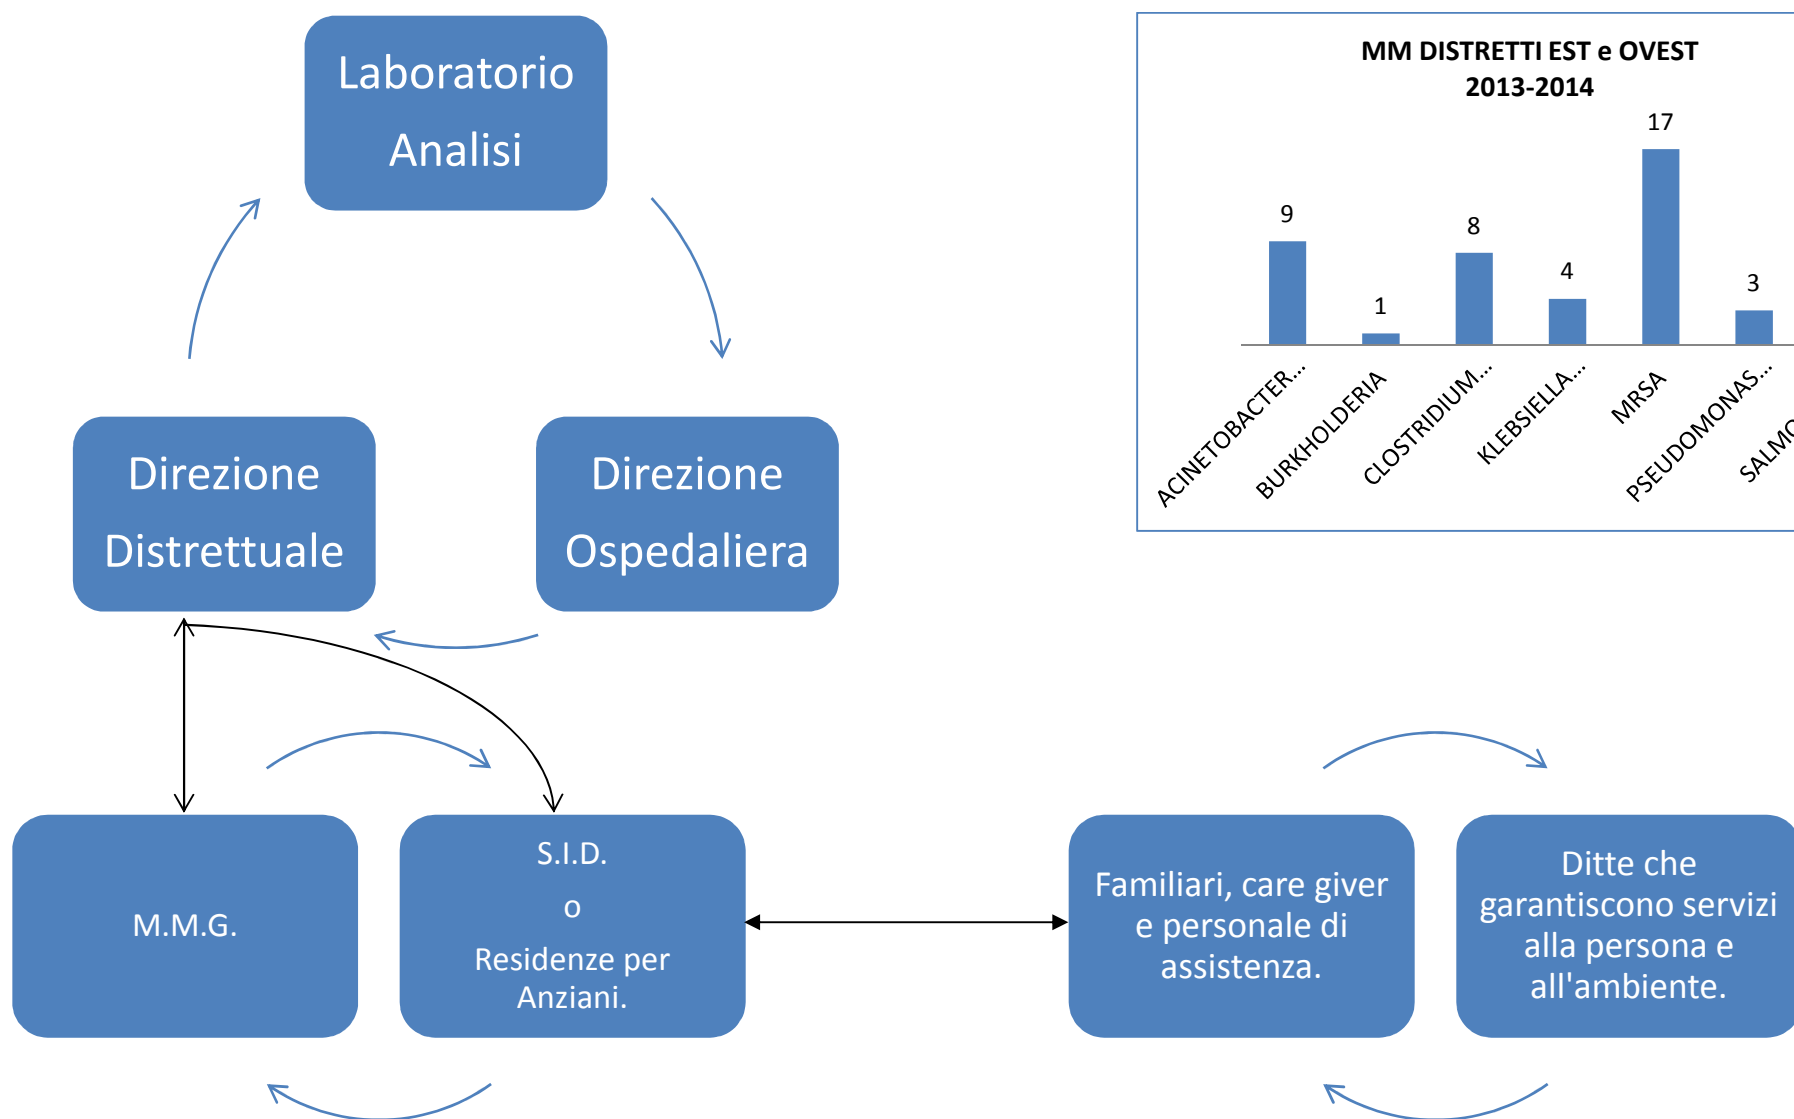 Laboratorio
Analisi
MM DISTRETTI EST e OVEST
2013-2014
9
1
8
4
17
3
ACINETOBACTER...
BURKHOLDERIA
CLOSTRIDIUM...
KLEBSIELLA...
MRSA
PSEUDOMONAS...
SALMO
Direzione
Distrettuale
Direzione
Ospedaliera
M.M.G.
S.I.D.
o
Residenze per
Anziani.
Familiari, care giver
e personale di
assistenza.
Ditte che
garantiscono servizi
alla persona e
all'ambiente.